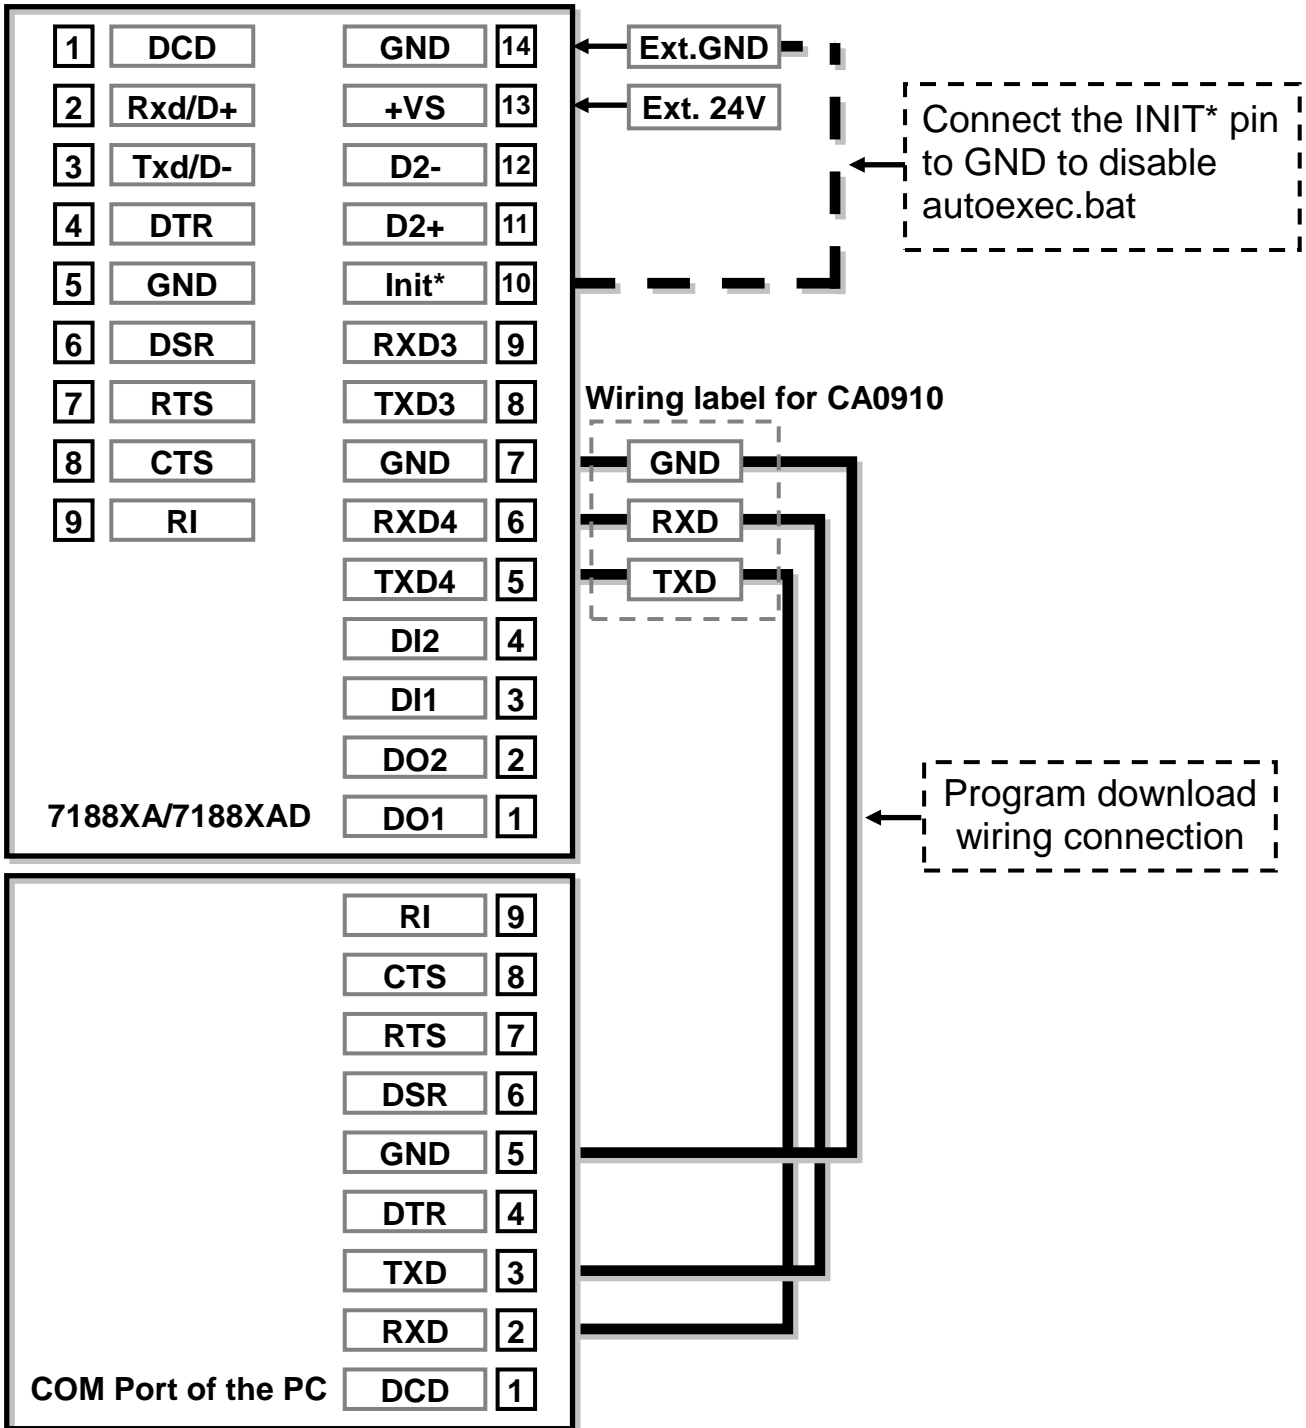 1 DCD GND 14 Ext.GND
2 Rxd/D+ +VS 13 Ext. 24V
3 Txd/D- D2- 12
4 DTR D2+ 11
5 GND Init* 10
6 DSR RXD3 9
7 RTS TXD3 8
8 CTS GND 7
9 RI RXD4 6
TXD4 5
DI2 4
DI1 3
DO2 2
7188XA/7188XAD DO1 1
Connect the INIT* pin
to GND to disable
autoexec.bat
Wiring label for CA0910
GND
RXD
TXD
Program download
wiring connection
RI 9
CTS 8
RTS 7
DSR 6
GND 5
DTR 4
TXD 3
RXD 2
COM Port of the PC DCD 1